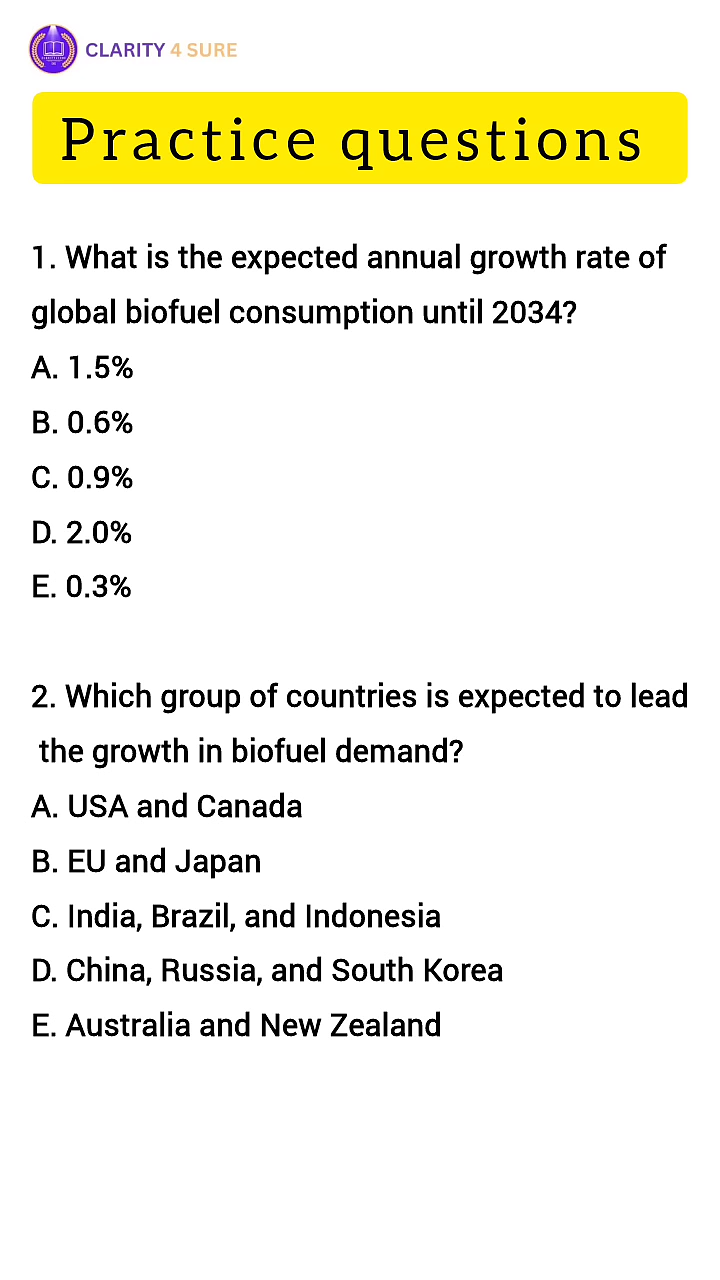 CLARITY 4 SURE
Practice questions
1. What is the expected annual growth rate of
global biofuel consumption until 2034?
A. 1.5%
B. 0.6%
C. 0.9%
D. 2.0%
E. 0.3%
2. Which group of countries is expected to lead
the growth in biofuel demand?
A. USA and Canada
B. EU and Japan
C. India, Brazil, and Indonesia
D. China, Russia, and South Korea
E. Australia and New Zealand